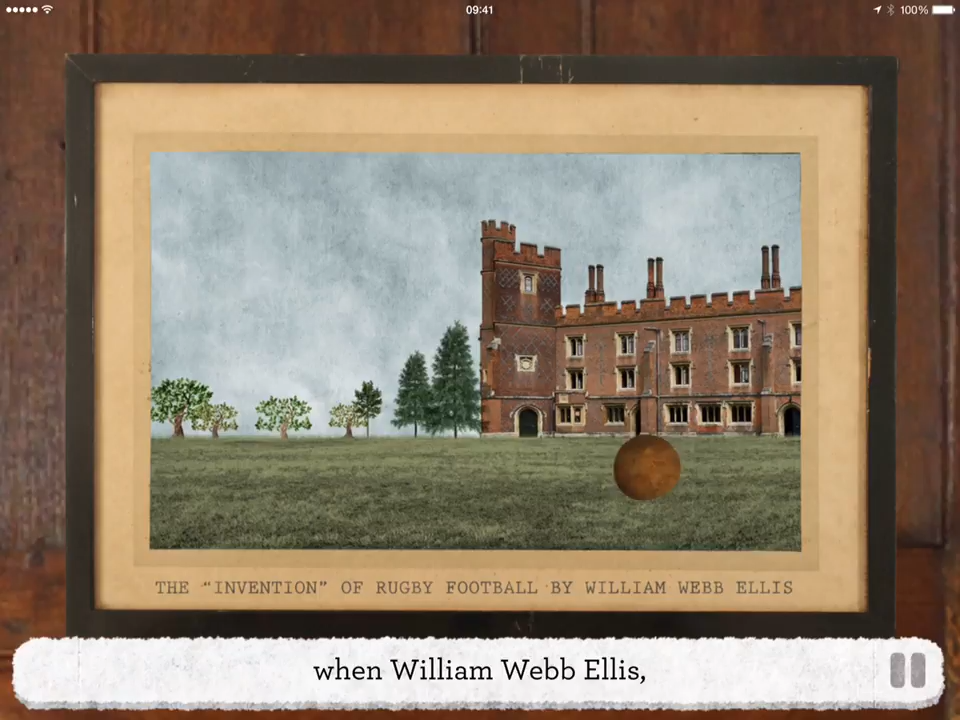 09:41
100%
THE “INVENTION” OF RUGBY FOOTBALL BY WILLIAM WEBB ELLIS
when William Webb Ellis,